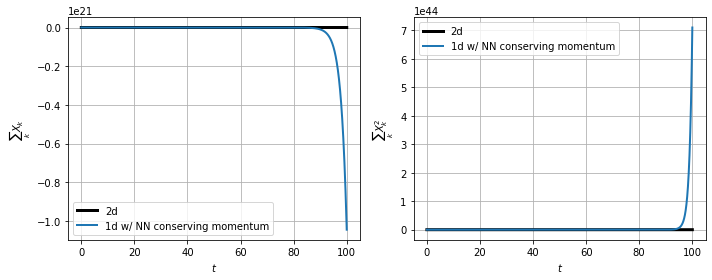 1e21
0.0
−0.2
−0.4
−0.6
−0.8
−1.0
0 20 40 60 80 100
t
∑ₖ Xₖ
2d
1d w/ NN conserving momentum
1e44
7
6
5
4
3
2
1
0
0 20 40 60 80 100
t
∑ₖ Xₖ²
2d
1d w/ NN conserving momentum